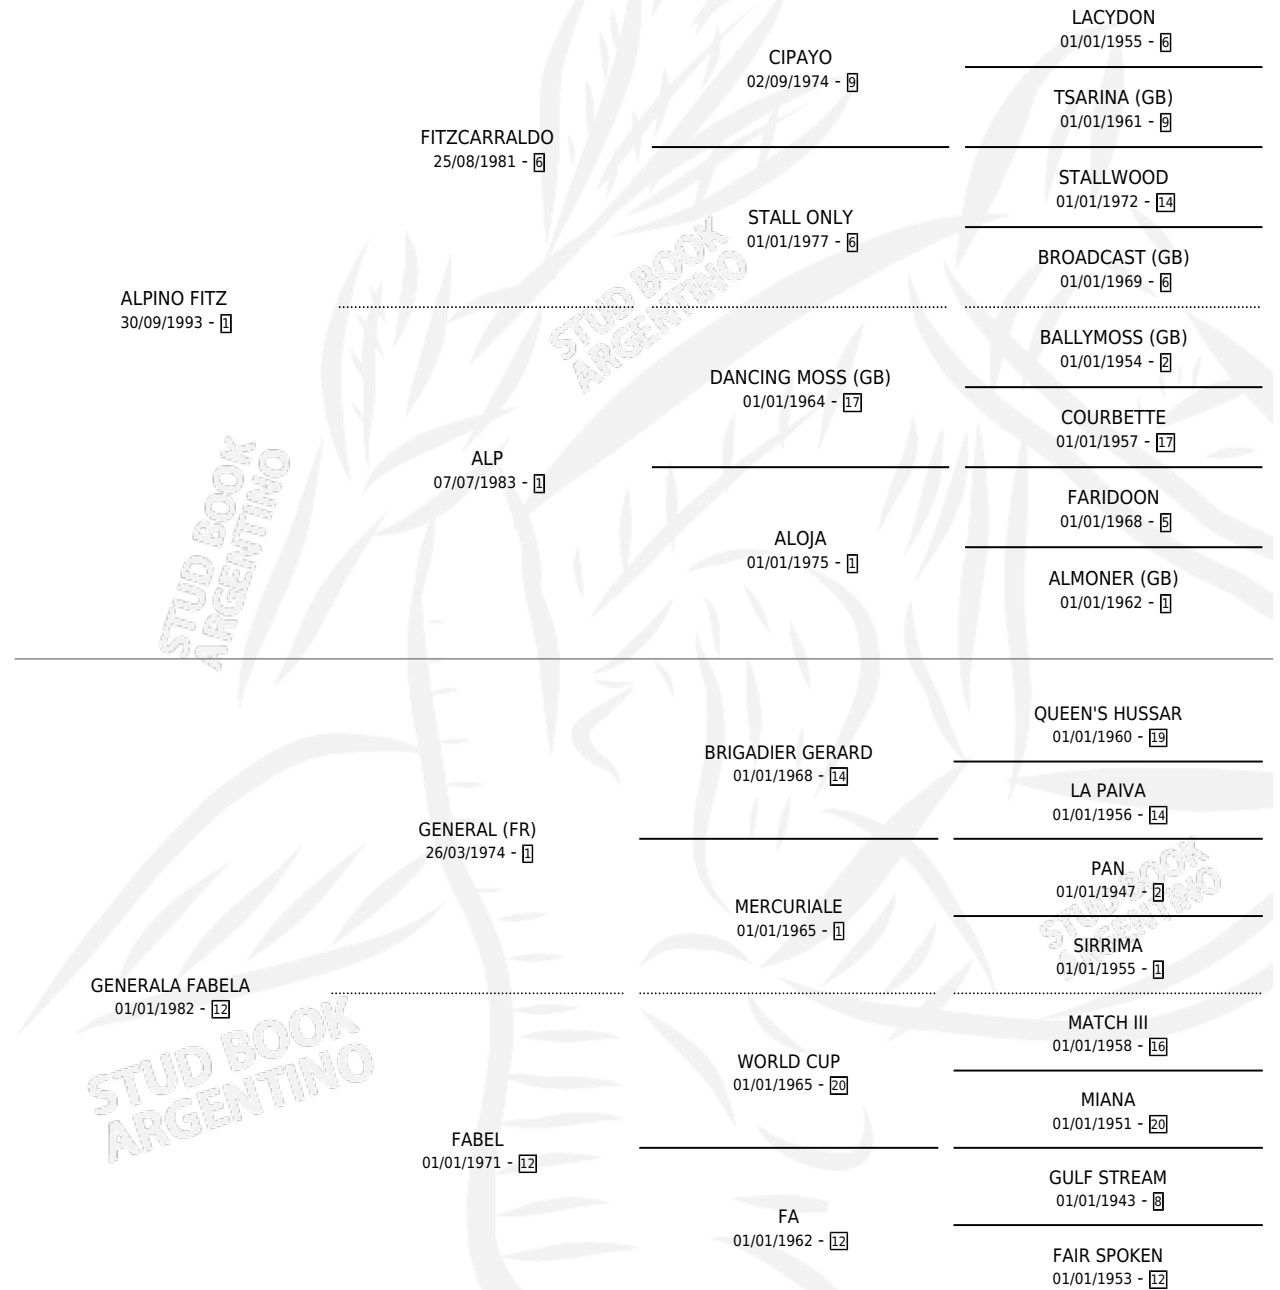 LACYDON
01/01/1955 - 6
CIPAYO
02/09/1974 - 9
TSARINA (GB)
01/01/1961 - 9
FITZCARRALDO
25/08/1981 - 6
STALLWOOD
01/01/1972 - 14
STALL ONLY
01/01/1977 - 6
BROADCAST (GB)
01/01/1969 - 6
ALPINO FITZ
30/09/1993 - 1
BALLYMOSS (GB)
01/01/1954 - 2
DANCING MOSS (GB)
01/01/1964 - 17
COURBETTE
01/01/1957 - 17
ALP
07/07/1983 - 1
FARIDOON
01/01/1968 - 5
ALOJA
01/01/1975 - 1
ALMONER (GB)
01/01/1962 - 1
QUEEN'S HUSSAR
01/01/1960 - 19
BRIGADIER GERARD
01/01/1968 - 14
LA PAIVA
01/01/1956 - 14
GENERAL (FR)
26/03/1974 - 1
PAN
01/01/1947 - 2
MERCURIALE
01/01/1965 - 1
SIRRIMA
01/01/1955 - 1
GENERALA FABELA
01/01/1982 - 12
MATCH III
01/01/1958 - 16
WORLD CUP
01/01/1965 - 20
MIANA
01/01/1951 - 20
FABEL
01/01/1971 - 12
GULF STREAM
01/01/1943 - 8
FA
01/01/1962 - 12
FAIR SPOKEN
01/01/1953 - 12
STUD BOOK
ARGENTINO
STUD BOOK
ARGENTINO
STUD BOOK
ARGENTINO
STUD BOOK
ARGENTINO